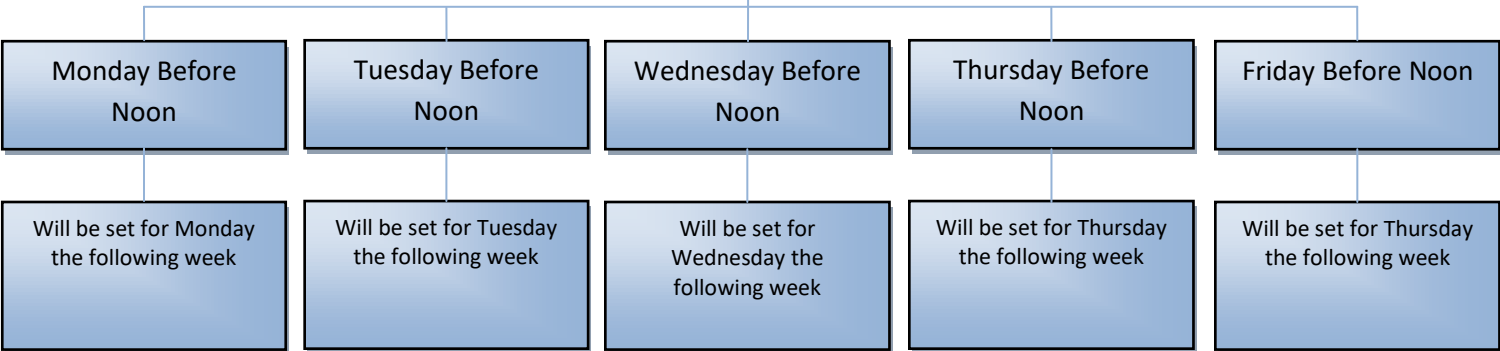 Monday Before
Noon
Tuesday Before
Noon
Wednesday Before
Noon
Thursday Before
Noon
Friday Before Noon
Will be set for Monday
the following week
Will be set for Tuesday
the following week
Will be set for
Wednesday the
following week
Will be set for Thursday
the following week
Will be set for Thursday
the following week